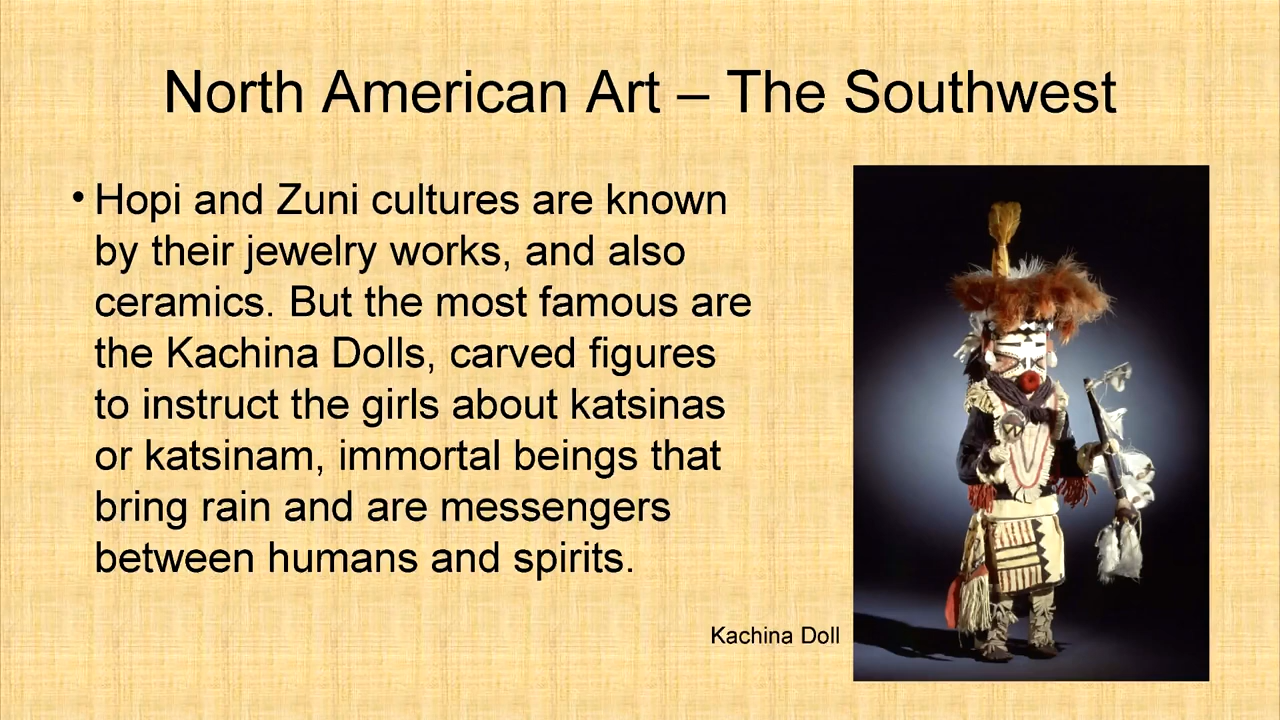 North American Art – The Southwest
• Hopi and Zuni cultures are known
by their jewelry works, and also
ceramics. But the most famous are
the Kachina Dolls, carved figures
to instruct the girls about katsinas
or katsinam, immortal beings that
bring rain and are messengers
between humans and spirits.
Kachina Doll